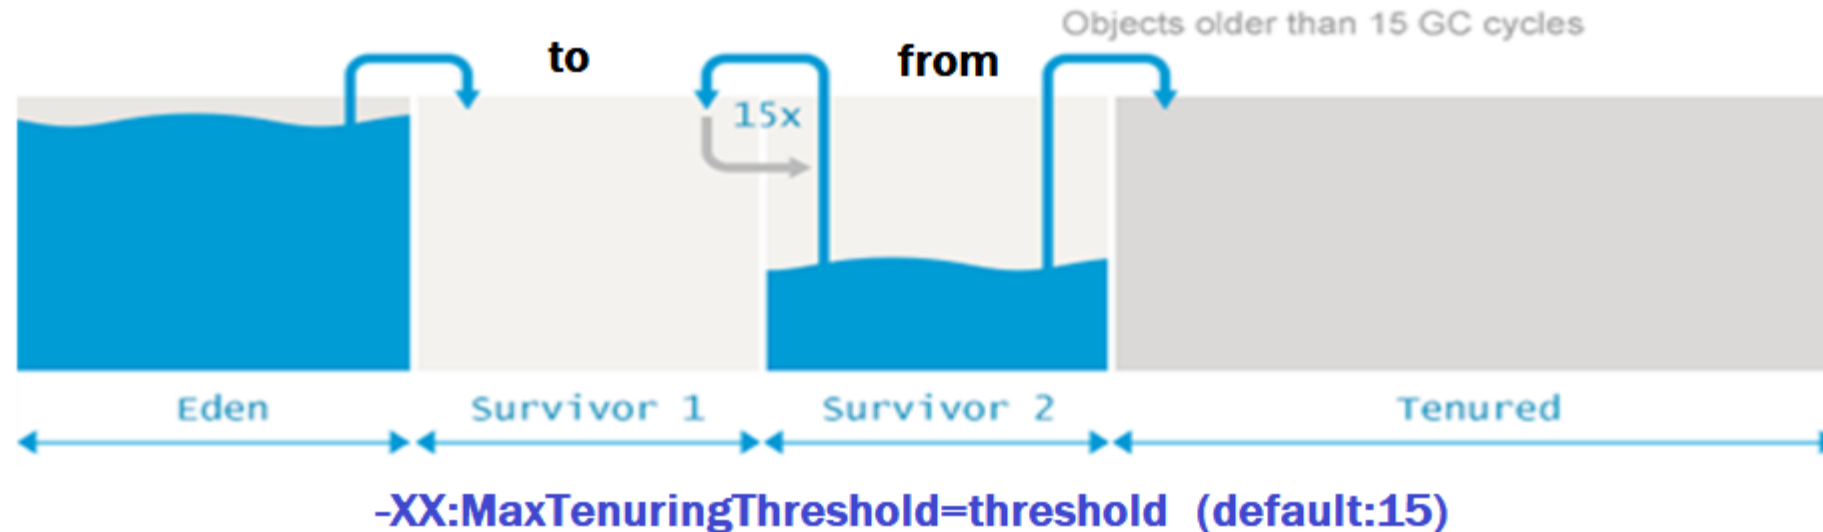 Objects older than 15 GC cycles
to
from
15x
Eden
Survivor 1
Survivor 2
Tenured
-XX:MaxTenuringThreshold=threshold (default:15)